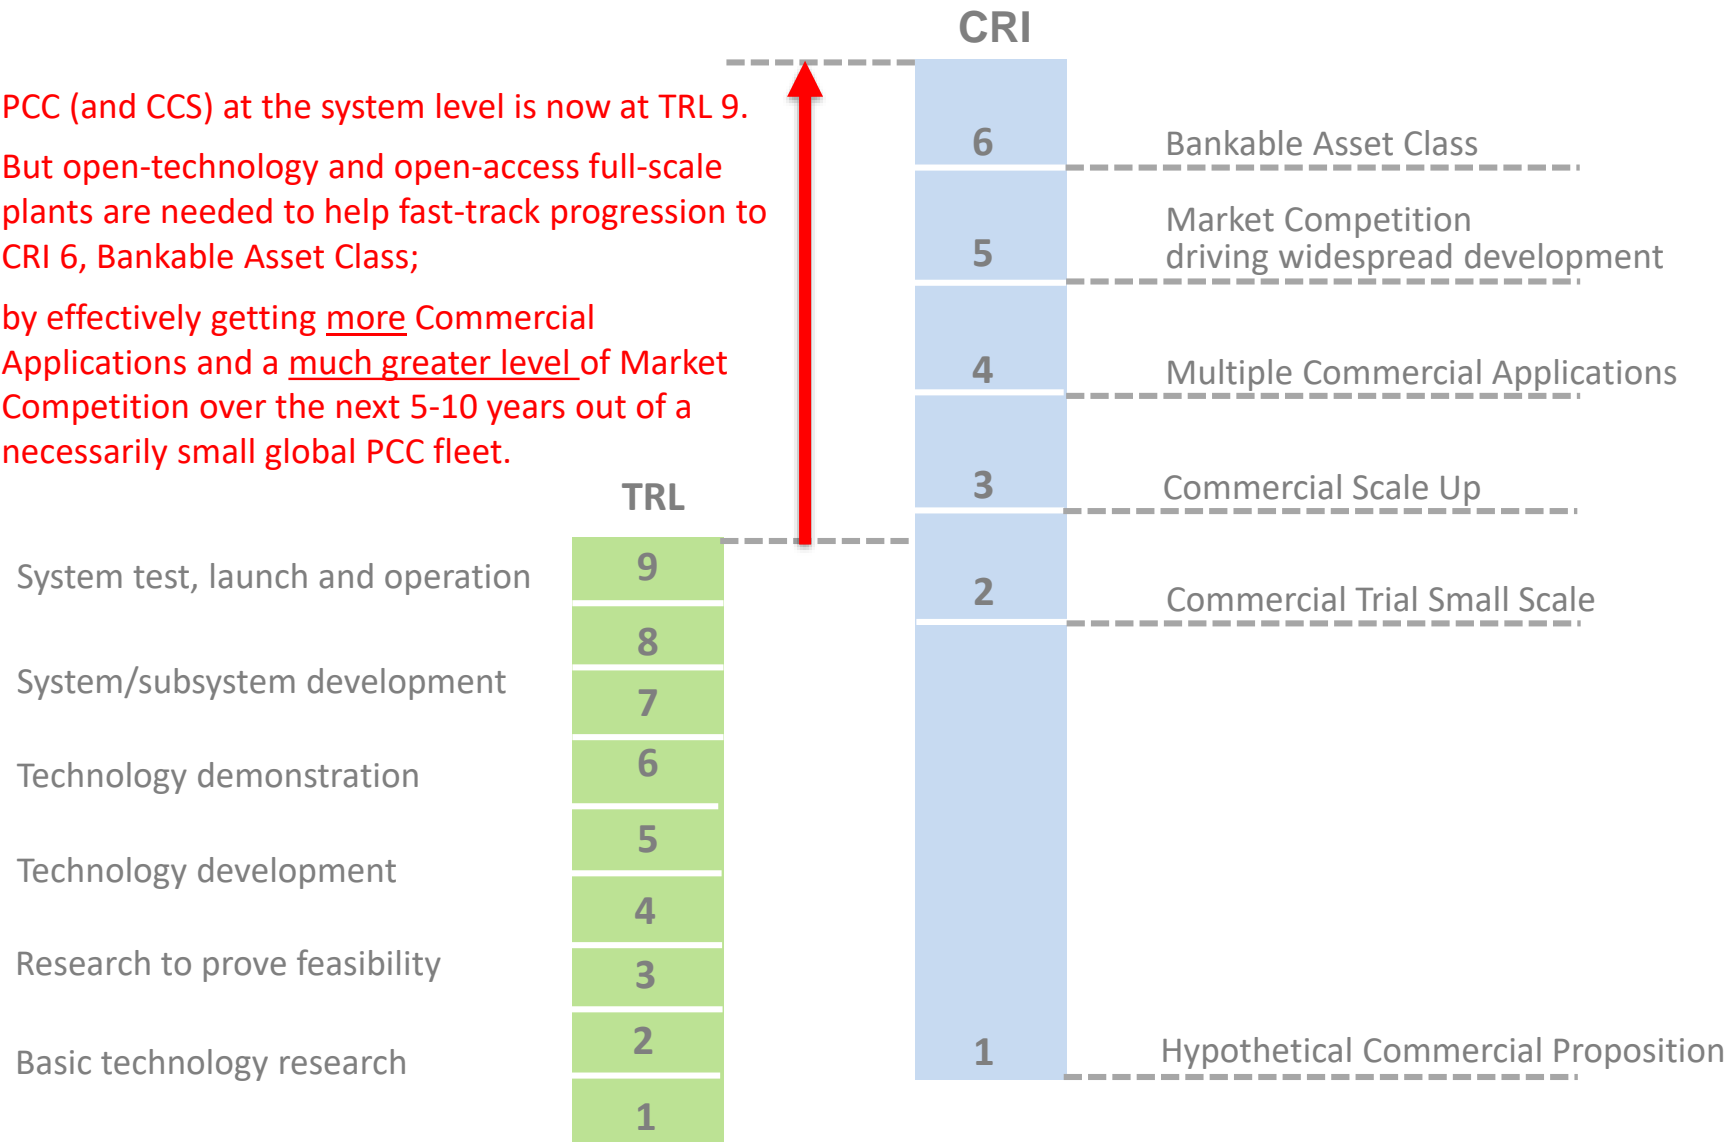 CRI
PCC (and CCS) at the system level is now at TRL 9.
But open-technology and open-access full-scale
plants are needed to help fast-track progression to
CRI 6, Bankable Asset Class;
by effectively getting more Commercial
Applications and a much greater level of Market
Competition over the next 5-10 years out of a
necessarily small global PCC fleet.
6 Bankable Asset Class
5 Market Competition
driving widespread development
4 Multiple Commercial Applications
3 Commercial Scale Up
2 Commercial Trial Small Scale
1 Hypothetical Commercial Proposition
TRL
System test, launch and operation 9
8
System/subsystem development
7
Technology demonstration 6
5
Technology development
4
Research to prove feasibility 3
2
Basic technology research
1